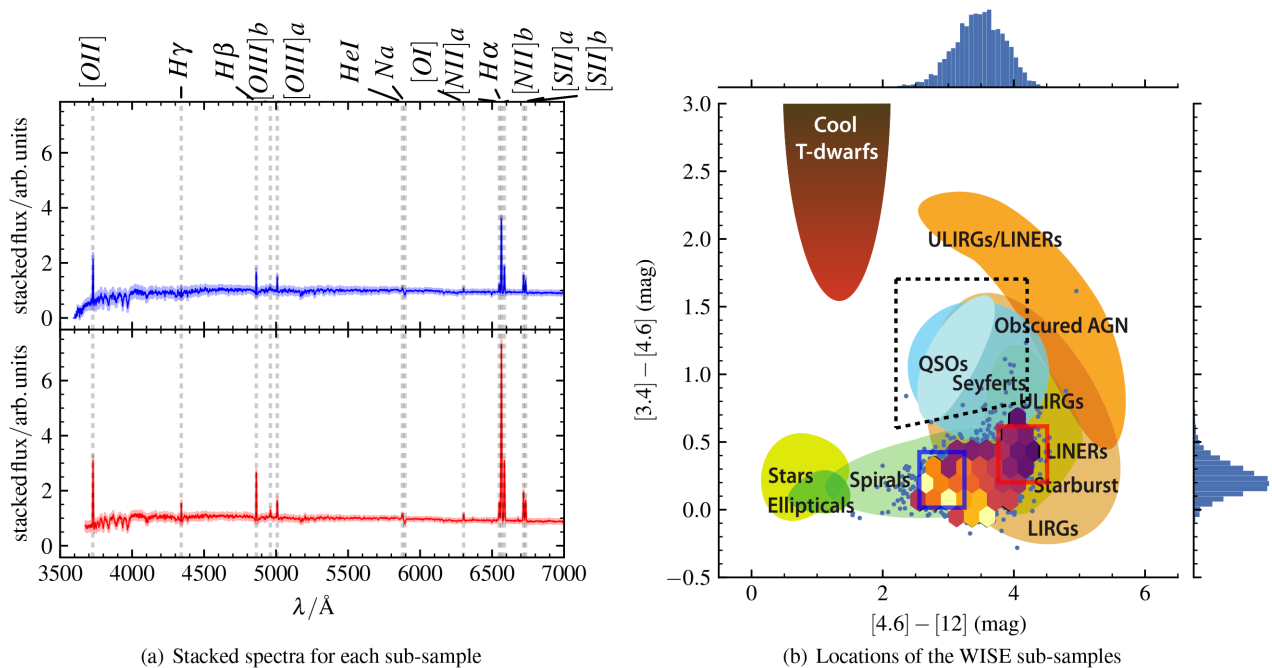 [OII]
Hγ
Hβ
[OIII]b
[OIII]a
HeI
Na
[OI]
[NII]a
Hα
[NII]b
[SII]a
[SII]b
stacked flux/arb. units
6
4
2
0
stacked flux/arb. units
6
4
2
0
3500 4000 4500 5000 5500 6000 6500 7000
λ/Å
(a) Stacked spectra for each sub-sample
[3.4] − [4.6] (mag)
3.0
2.5
2.0
1.5
1.0
0.5
0.0
−0.5
Cool
T-dwarfs
ULIRGs/LINERs
Obscured AGN
QSOs
Seyferts
ULIRGs
LINERs
Stars
Spirals
Starburst
Ellipticals
LIRGs
0 2 4 6
[4.6] − [12] (mag)
(b) Locations of the WISE sub-samples